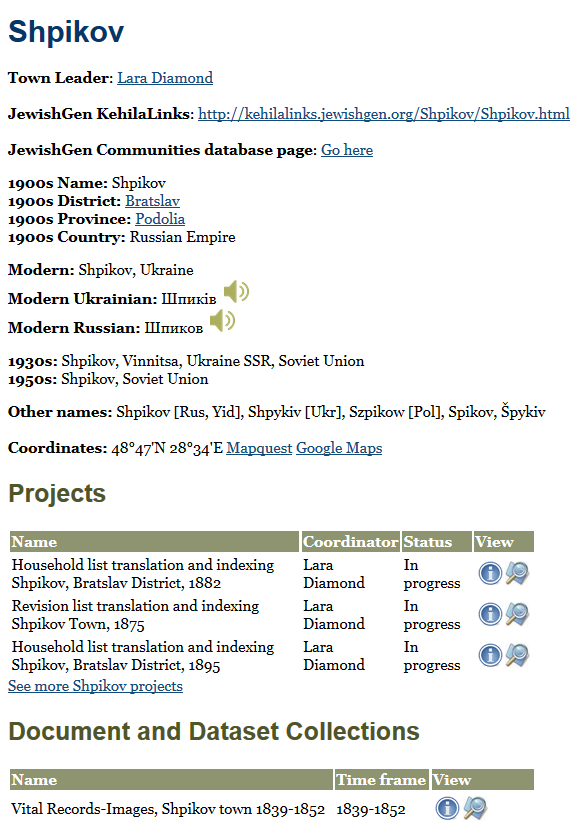 Shpikov
Town Leader: Lara Diamond
JewishGen KehilaLinks: http://kehilalinks.jewishgen.org/Shpikov/Shpikov.html
JewishGen Communities database page: Go here
1900s Name: Shpikov
1900s District: Bratslav
1900s Province: Podolia
1900s Country: Russian Empire
Modern: Shpikov, Ukraine
Modern Ukrainian: Шпиків
Modern Russian: Шпиков
1930s: Shpikov, Vinnitsa, Ukraine SSR, Soviet Union
1950s: Shpikov, Soviet Union
Other names: Shpikov [Rus, Yid], Shpykiv [Ukr], Szpikow [Pol], Spikov, Špykiv
Coordinates: 48°47'N 28°34'E Mapquest Google Maps
Projects
Name Coordinator Status View
Household list translation and indexing Lara In
Shpikov, Bratslav District, 1882 Diamond progress
Revision list translation and indexing Lara In
Shpikov Town, 1875 Diamond progress
Household list translation and indexing Lara In
Shpikov, Bratslav District, 1895 Diamond progress
See more Shpikov projects
Document and Dataset Collections
Name Time frame View
Vital Records-Images, Shpikov town 1839-1852 1839-1852